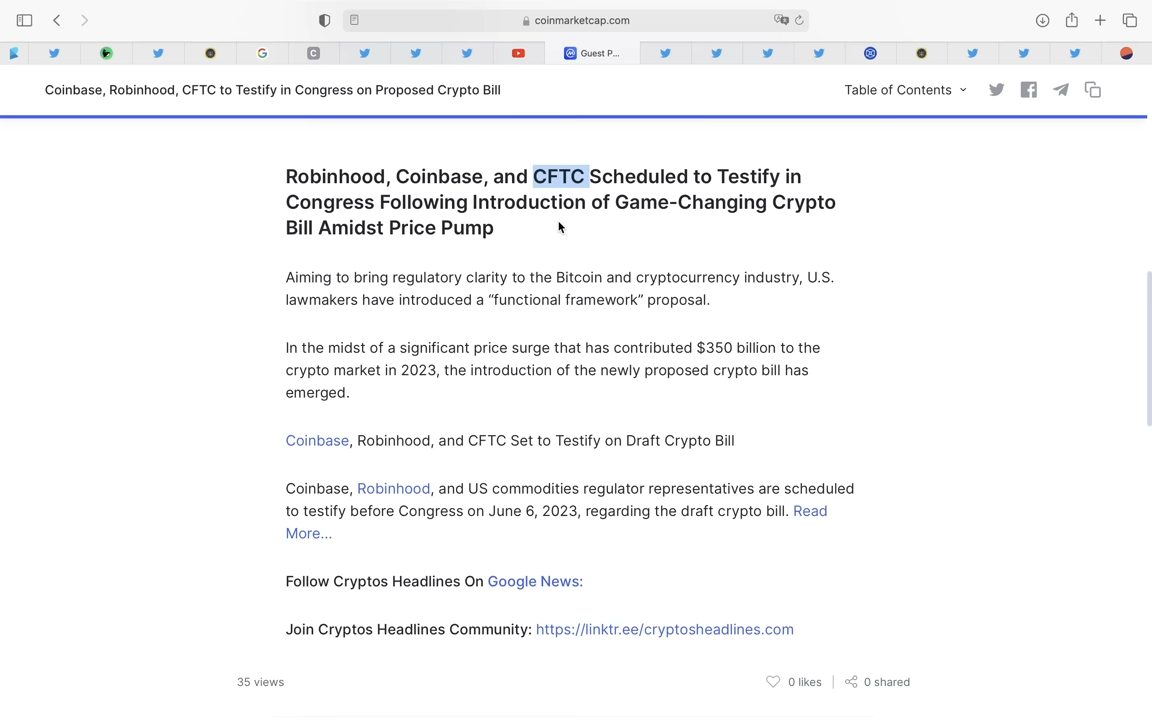 coinmarketcap.com
C
Guest P...
Coinbase, Robinhood, CFTC to Testify in Congress on Proposed Crypto Bill
Table of Contents
Robinhood, Coinbase, and CFTC Scheduled to Testify in
Congress Following Introduction of Game-Changing Crypto
Bill Amidst Price Pump
Aiming to bring regulatory clarity to the Bitcoin and cryptocurrency industry, U.S.
lawmakers have introduced a “functional framework” proposal.
In the midst of a significant price surge that has contributed $350 billion to the
crypto market in 2023, the introduction of the newly proposed crypto bill has
emerged.
Coinbase, Robinhood, and CFTC Set to Testify on Draft Crypto Bill
Coinbase, Robinhood, and US commodities regulator representatives are scheduled
to testify before Congress on June 6, 2023, regarding the draft crypto bill. Read
More...
Follow Cryptos Headlines On Google News:
Join Cryptos Headlines Community: https://linktr.ee/cryptosheadlines.com
35 views
0 likes
0 shared